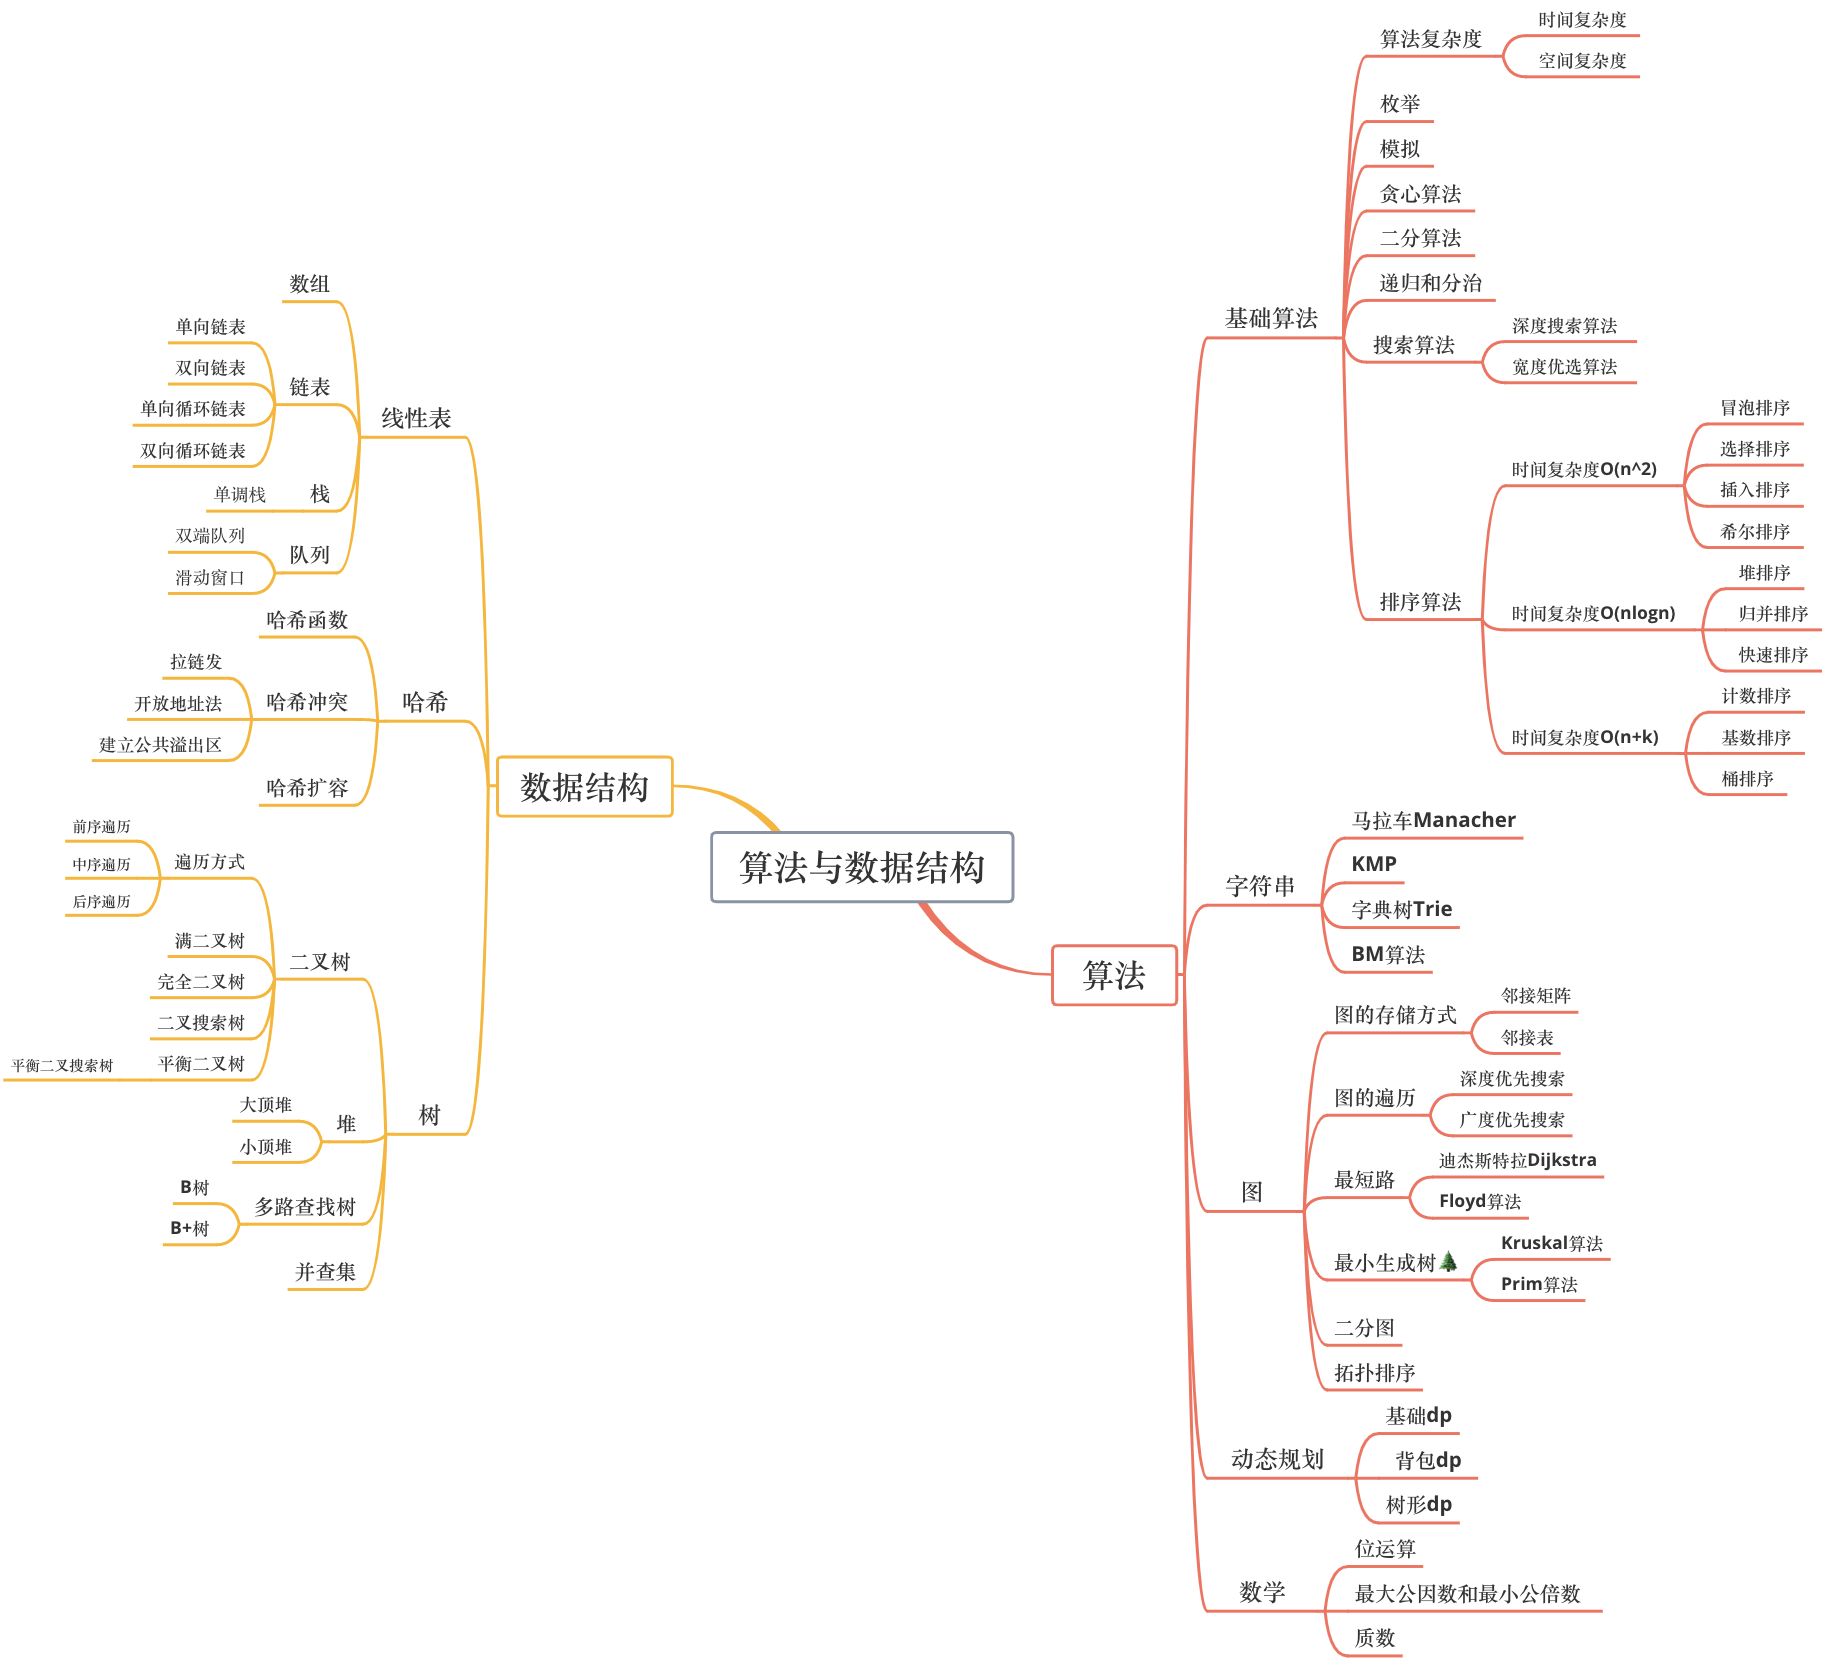 算法与数据结构
数据结构
线性表
数组
链表
单向链表
双向链表
单向循环链表
双向循环链表
栈
单调栈
队列
双端队列
滑动窗口
哈希
哈希函数
哈希冲突
拉链发
开放地址法
建立公共溢出区
哈希扩容
树
二叉树
遍历方式
前序遍历
中序遍历
后序遍历
满二叉树
完全二叉树
二叉搜索树
平衡二叉树
平衡二叉搜索树
堆
大顶堆
小顶堆
多路查找树
B树
B+树
并查集
算法
基础算法
算法复杂度
时间复杂度
空间复杂度
枚举
模拟
贪心算法
二分算法
递归和分治
搜索算法
深度搜索算法
宽度优选算法
排序算法
时间复杂度O(n^2)
冒泡排序
选择排序
插入排序
希尔排序
时间复杂度O(nlogn)
堆排序
归并排序
快速排序
时间复杂度O(n+k)
计数排序
基数排序
桶排序
字符串
马拉车Manacher
KMP
字典树Trie
BM算法
图
图的存储方式
邻接矩阵
邻接表
图的遍历
深度优先搜索
广度优先搜索
最短路
迪杰斯特拉Dijkstra
Floyd算法
最小生成树🌲
Kruskal算法
Prim算法
二分图
拓扑排序
动态规划
基础dp
背包dp
树形dp
数学
位运算
最大公因数和最小公倍数
质数